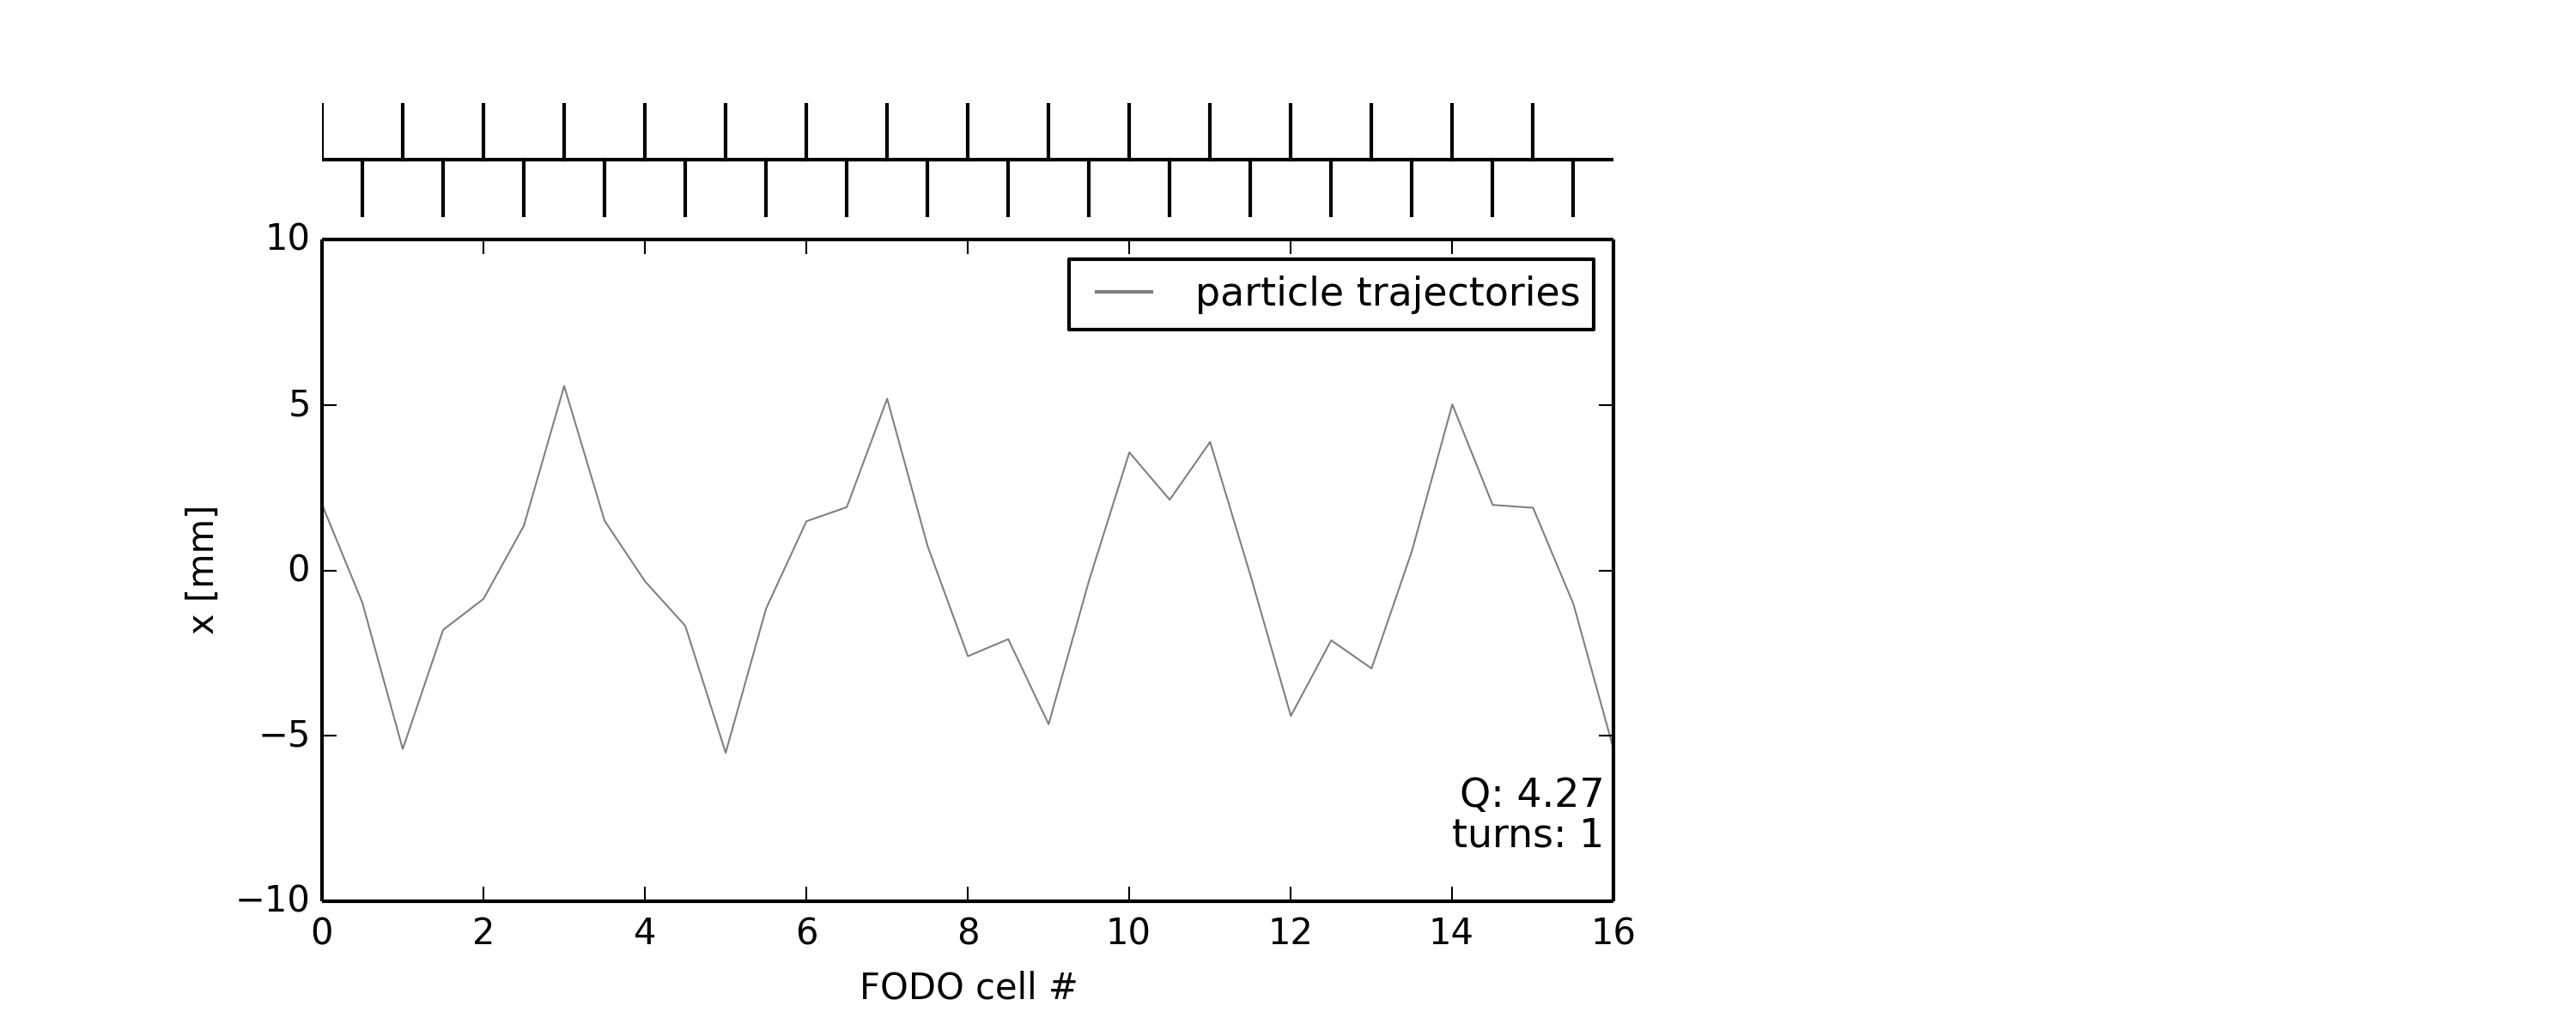 10
particle trajectories
5
0
−5
−10
x [mm]
Q: 4.27
turns: 1
0 2 4 6 8 10 12 14 16
FODO cell #